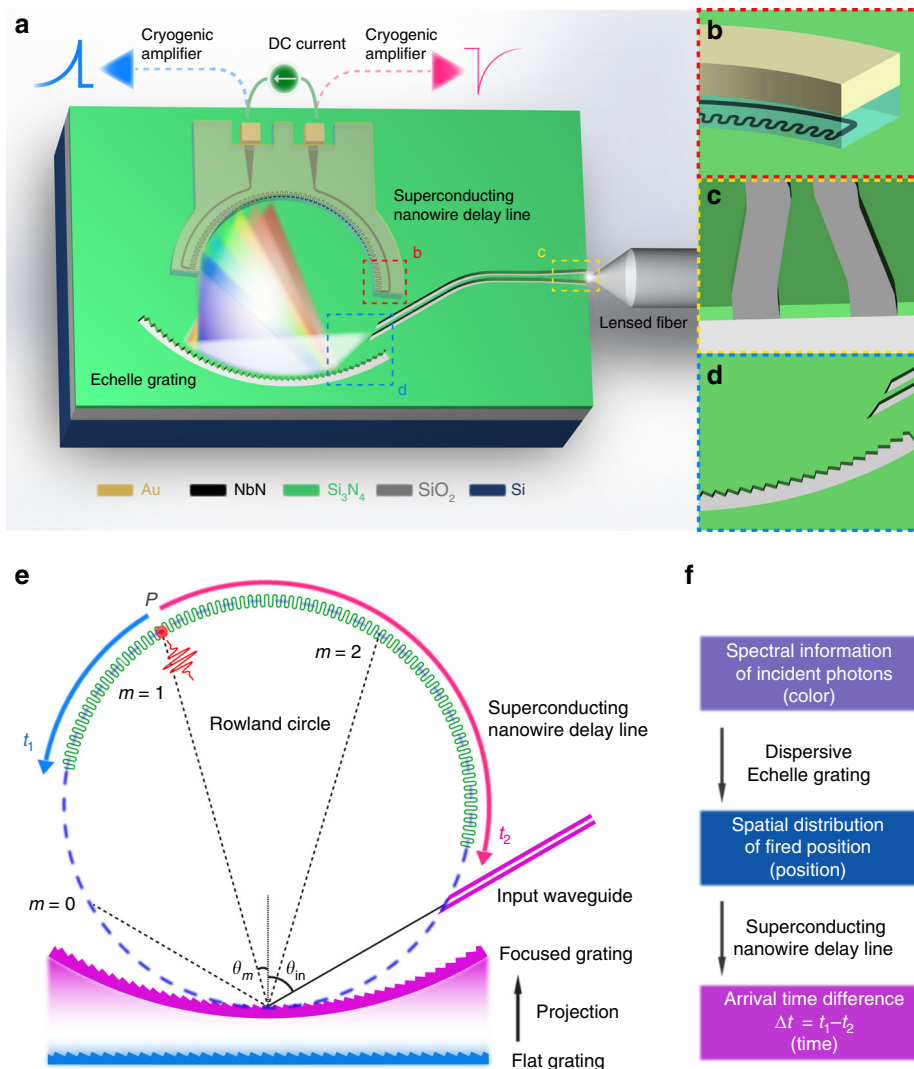 a
Cryogenic
amplifier
DC current
Cryogenic
amplifier
Superconducting
nanowire delay line
b
c
Lensed fiber
Echelle grating
d
Au
NbN
Si₃N₄
SiO₂
Si
b
c
d
e
P
m = 1
m = 2
Rowland circle
Superconducting
nanowire delay line
t₁
t₂
m = 0
Input waveguide
θₘ
θin
Focused grating
Projection
Flat grating
f
Spectral information
of incident photons
(color)
Dispersive
Echelle grating
Spatial distribution
of fired position
(position)
Superconducting
nanowire delay line
Arrival time difference
Δt = t₁–t₂
(time)